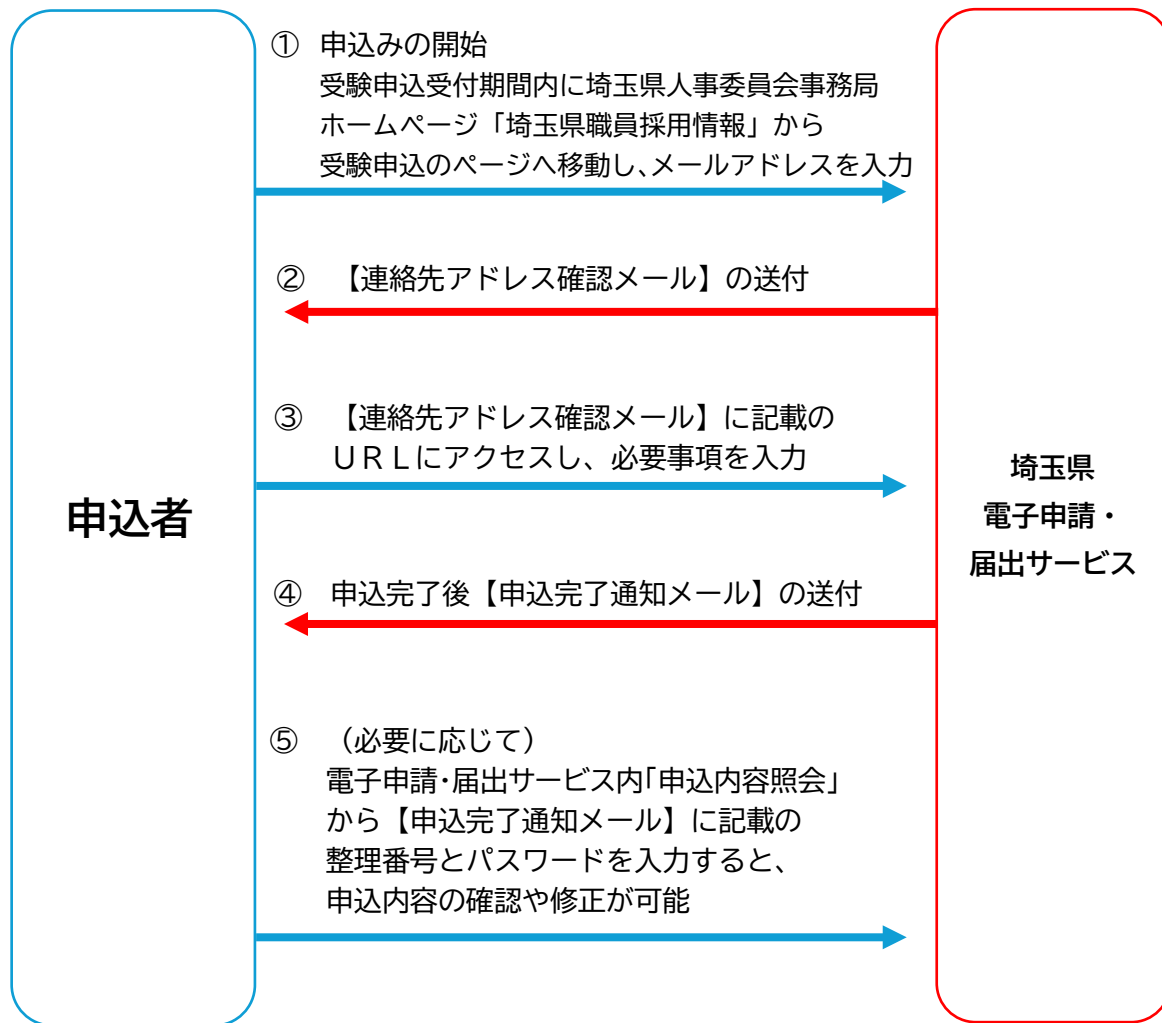 申込者
① 申込みの開始
受験申込受付期間内に埼玉県人事委員会事務局
ホームページ「埼玉県職員採用情報」から
受験申込のページへ移動し、メールアドレスを入力
② 【連絡先アドレス確認メール】の送付
③ 【連絡先アドレス確認メール】に記載の
ＵＲＬにアクセスし、必要事項を入力
④ 申込完了後【申込完了通知メール】の送付
⑤ （必要に応じて）
電子申請・届出サービス内「申込内容照会」
から【申込完了通知メール】に記載の
整理番号とパスワードを入力すると、
申込内容の確認や修正が可能
埼玉県
電子申請・
届出サービス